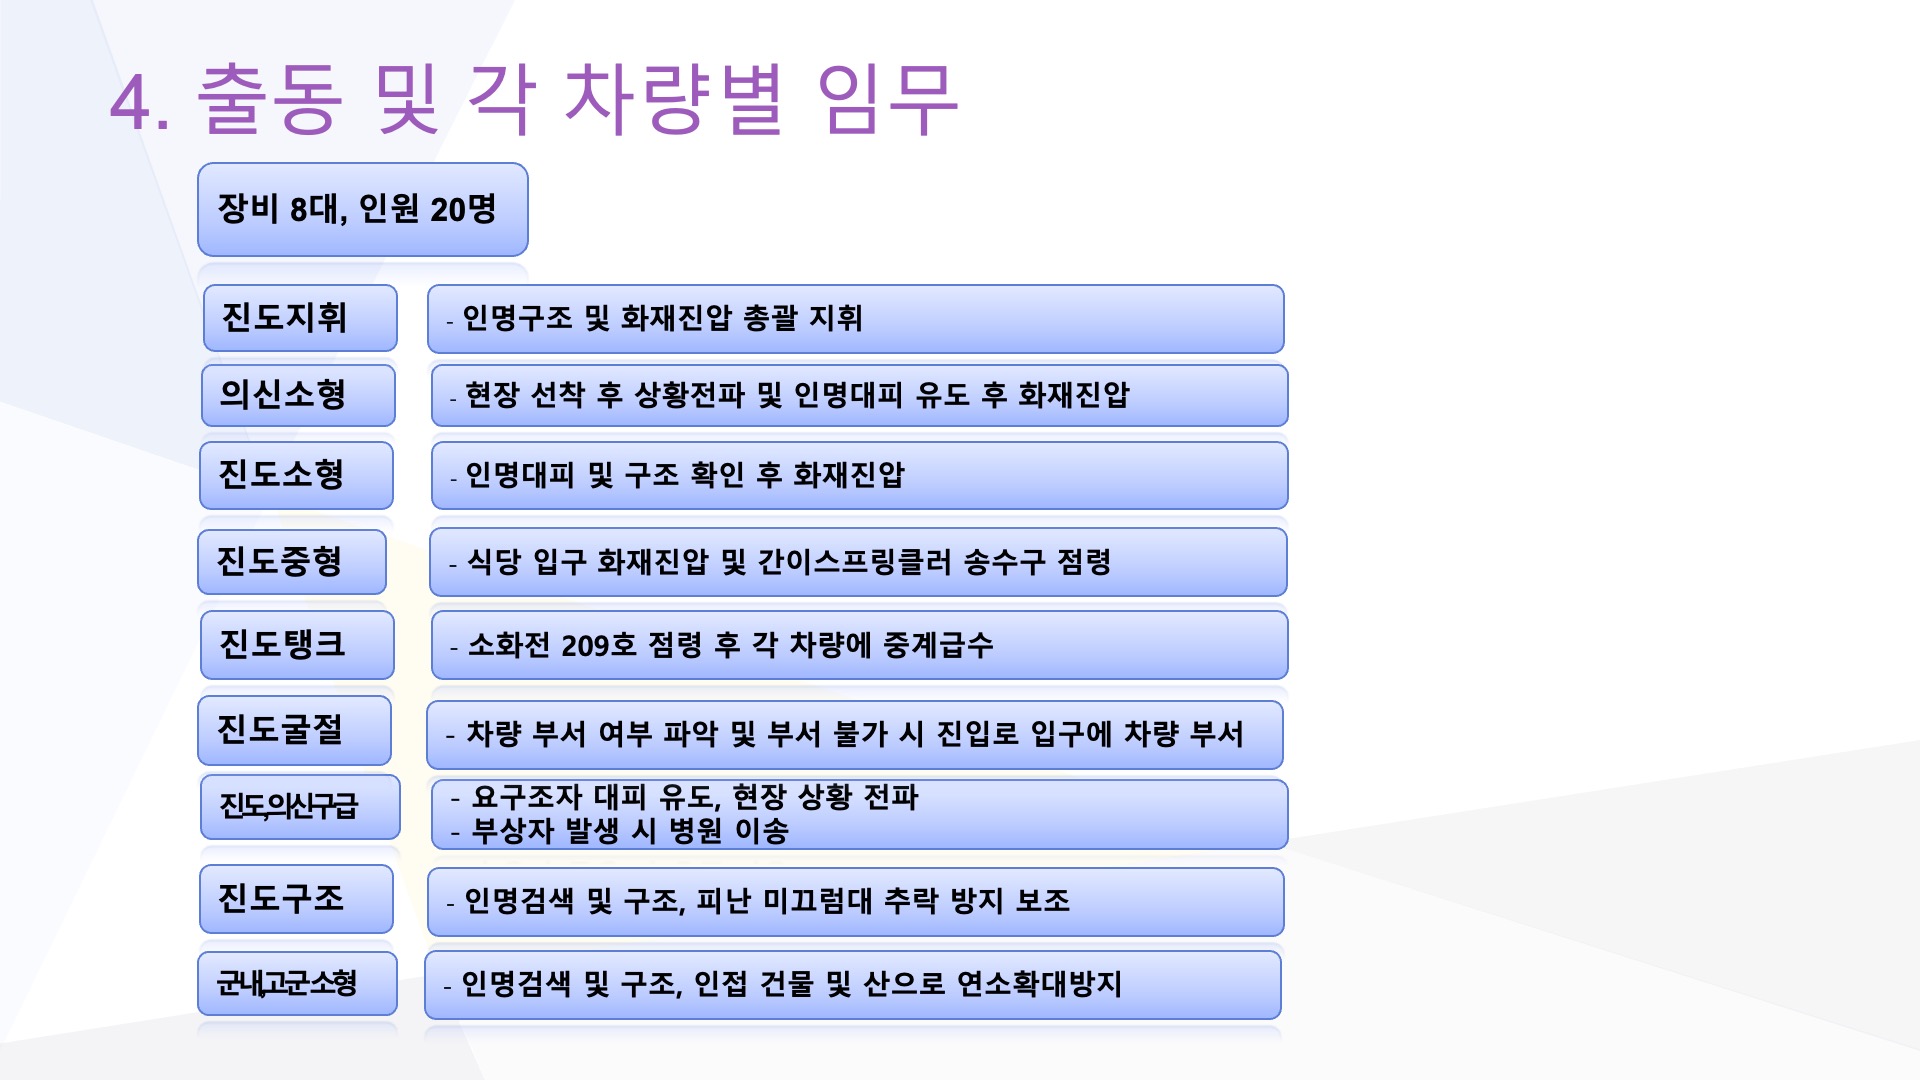 4. 출동 및 각 차량별 임무
장비 8대, 인원 20명
진도지휘
- 인명구조 및 화재진압 총괄 지휘
의신소형
- 현장 선착 후 상황전파 및 인명대피 유도 후 화재진압
진도소형
- 인명대피 및 구조 확인 후 화재진압
진도중형
- 식당 입구 화재진압 및 간이스프링클러 송수구 점령
진도탱크
- 소화전 209호 점령 후 각 차량에 중계급수
진도굴절
- 차량 부서 여부 파악 및 부서 불가 시 진입로 입구에 차량 부서
진도,의신구급
- 요구조자 대피 유도, 현장 상황 전파
- 부상자 발생 시 병원 이송
진도구조
- 인명검색 및 구조, 피난 미끄럼대 추락 방지 보조
군내,고군소형
- 인명검색 및 구조, 인접 건물 및 산으로 연소확대방지